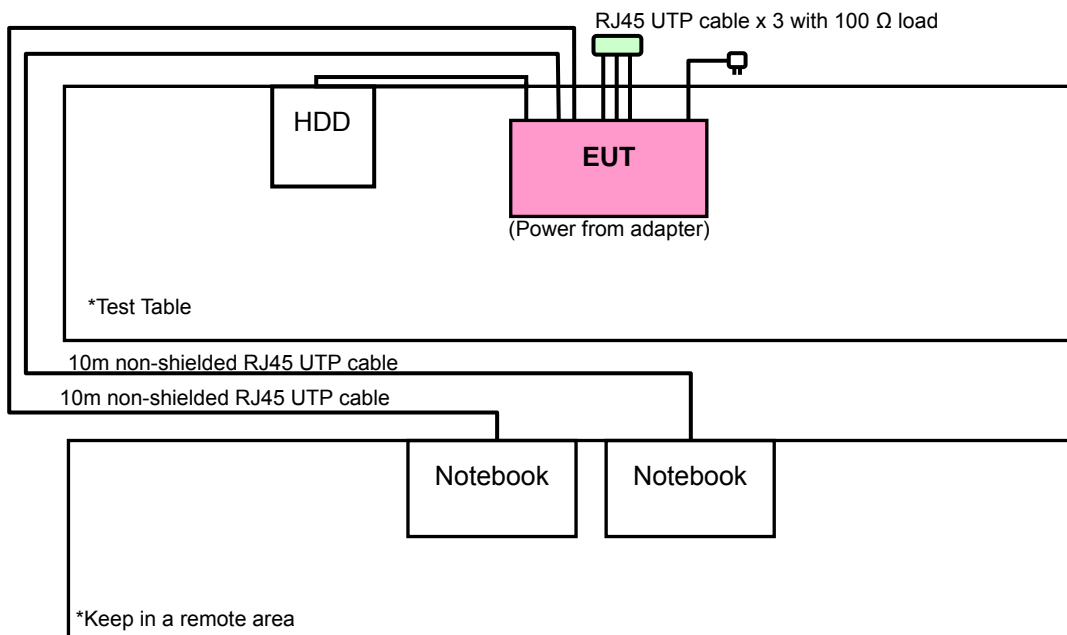 RJ45 UTP cable x 3 with 100 Ω load
HDD
EUT
(Power from adapter)
*Test Table
10m non-shielded RJ45 UTP cable
10m non-shielded RJ45 UTP cable
Notebook
Notebook
*Keep in a remote area